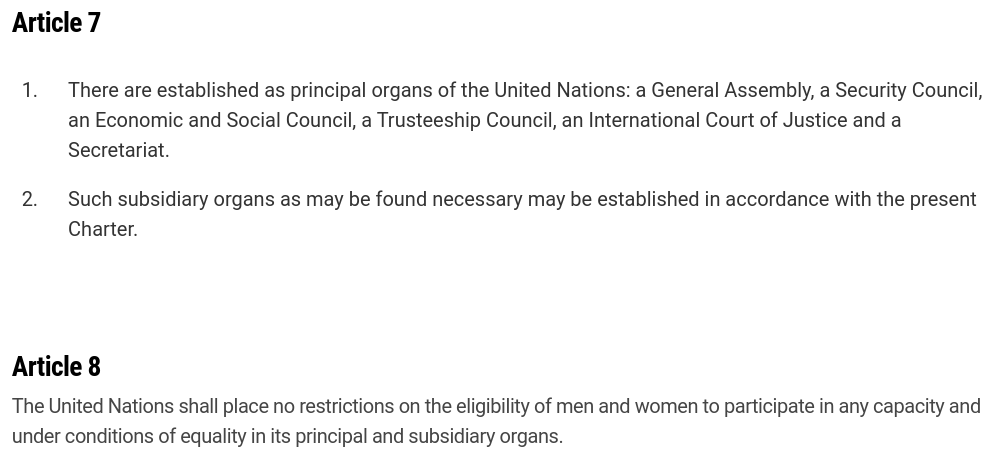 Article 7
1. There are established as principal organs of the United Nations: a General Assembly, a Security Council,
an Economic and Social Council, a Trusteeship Council, an International Court of Justice and a
Secretariat.
2. Such subsidiary organs as may be found necessary may be established in accordance with the present
Charter.
Article 8
The United Nations shall place no restrictions on the eligibility of men and women to participate in any capacity and
under conditions of equality in its principal and subsidiary organs.